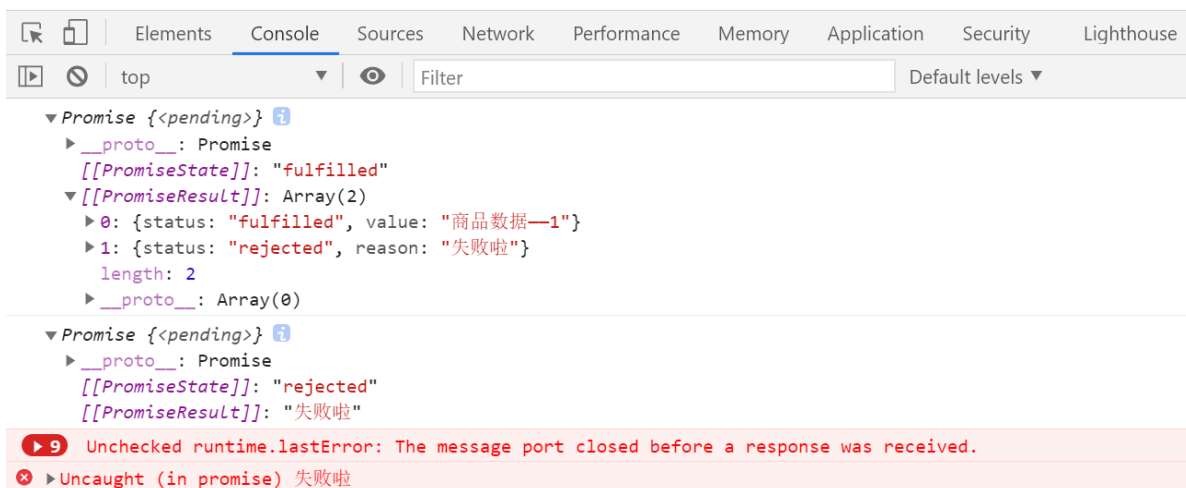 Elements Console Sources Network Performance Memory Application Security Lighthouse
top ▼ Filter Default levels ▼
▼Promise {<pending>} i
▶__proto__: Promise
[[PromiseState]]: "fulfilled"
▼[[PromiseResult]]: Array(2)
▶0: {status: "fulfilled", value: "商品数据——1"}
▶1: {status: "rejected", reason: "失败啦"}
length: 2
▶__proto__: Array(0)
▼Promise {<pending>} i
▶__proto__: Promise
[[PromiseState]]: "rejected"
[[PromiseResult]]: "失败啦"
▶9 Unchecked runtime.lastError: The message port closed before a response was received.
▶Uncaught (in promise) 失败啦